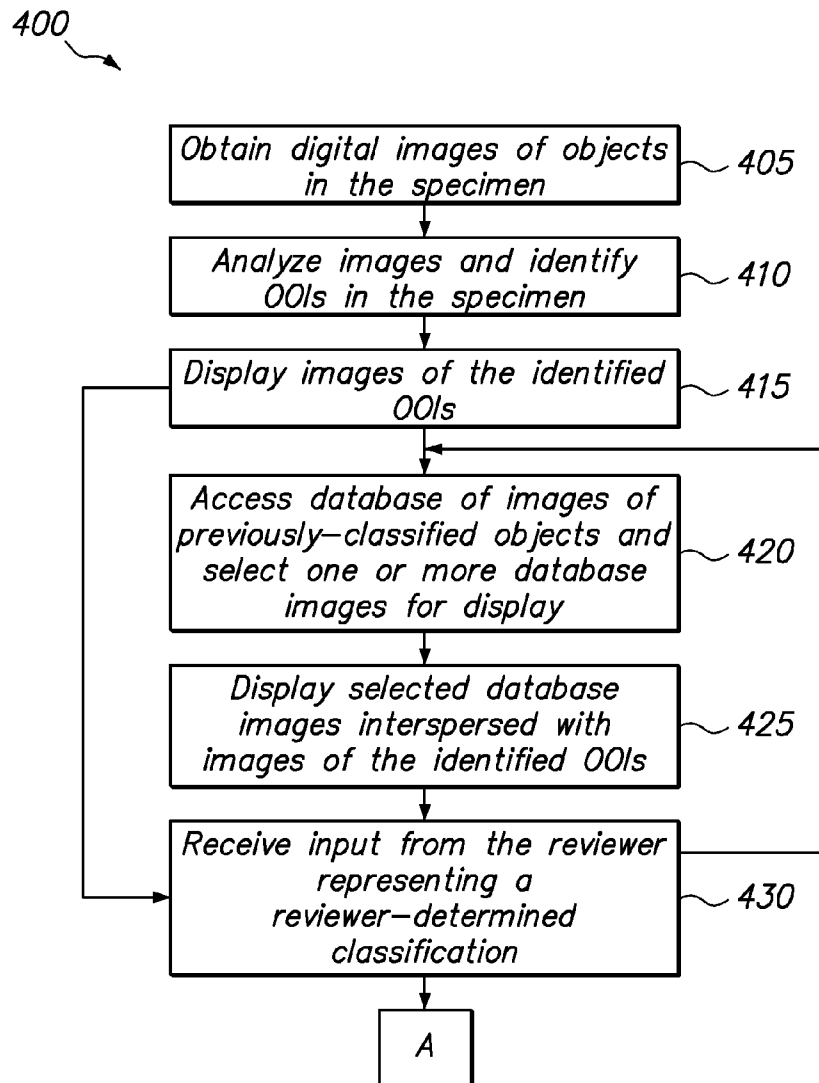 400
Obtain digital images of objects
in the specimen
405
Analyze images and identify
OOIs in the specimen
410
Display images of the identified
OOIs
415
Access database of images of
previously-classified objects and
select one or more database
images for display
420
Display selected database
images interspersed with
images of the identified OOIs
425
Receive input from the reviewer
representing a
reviewer-determined
classification
430
A